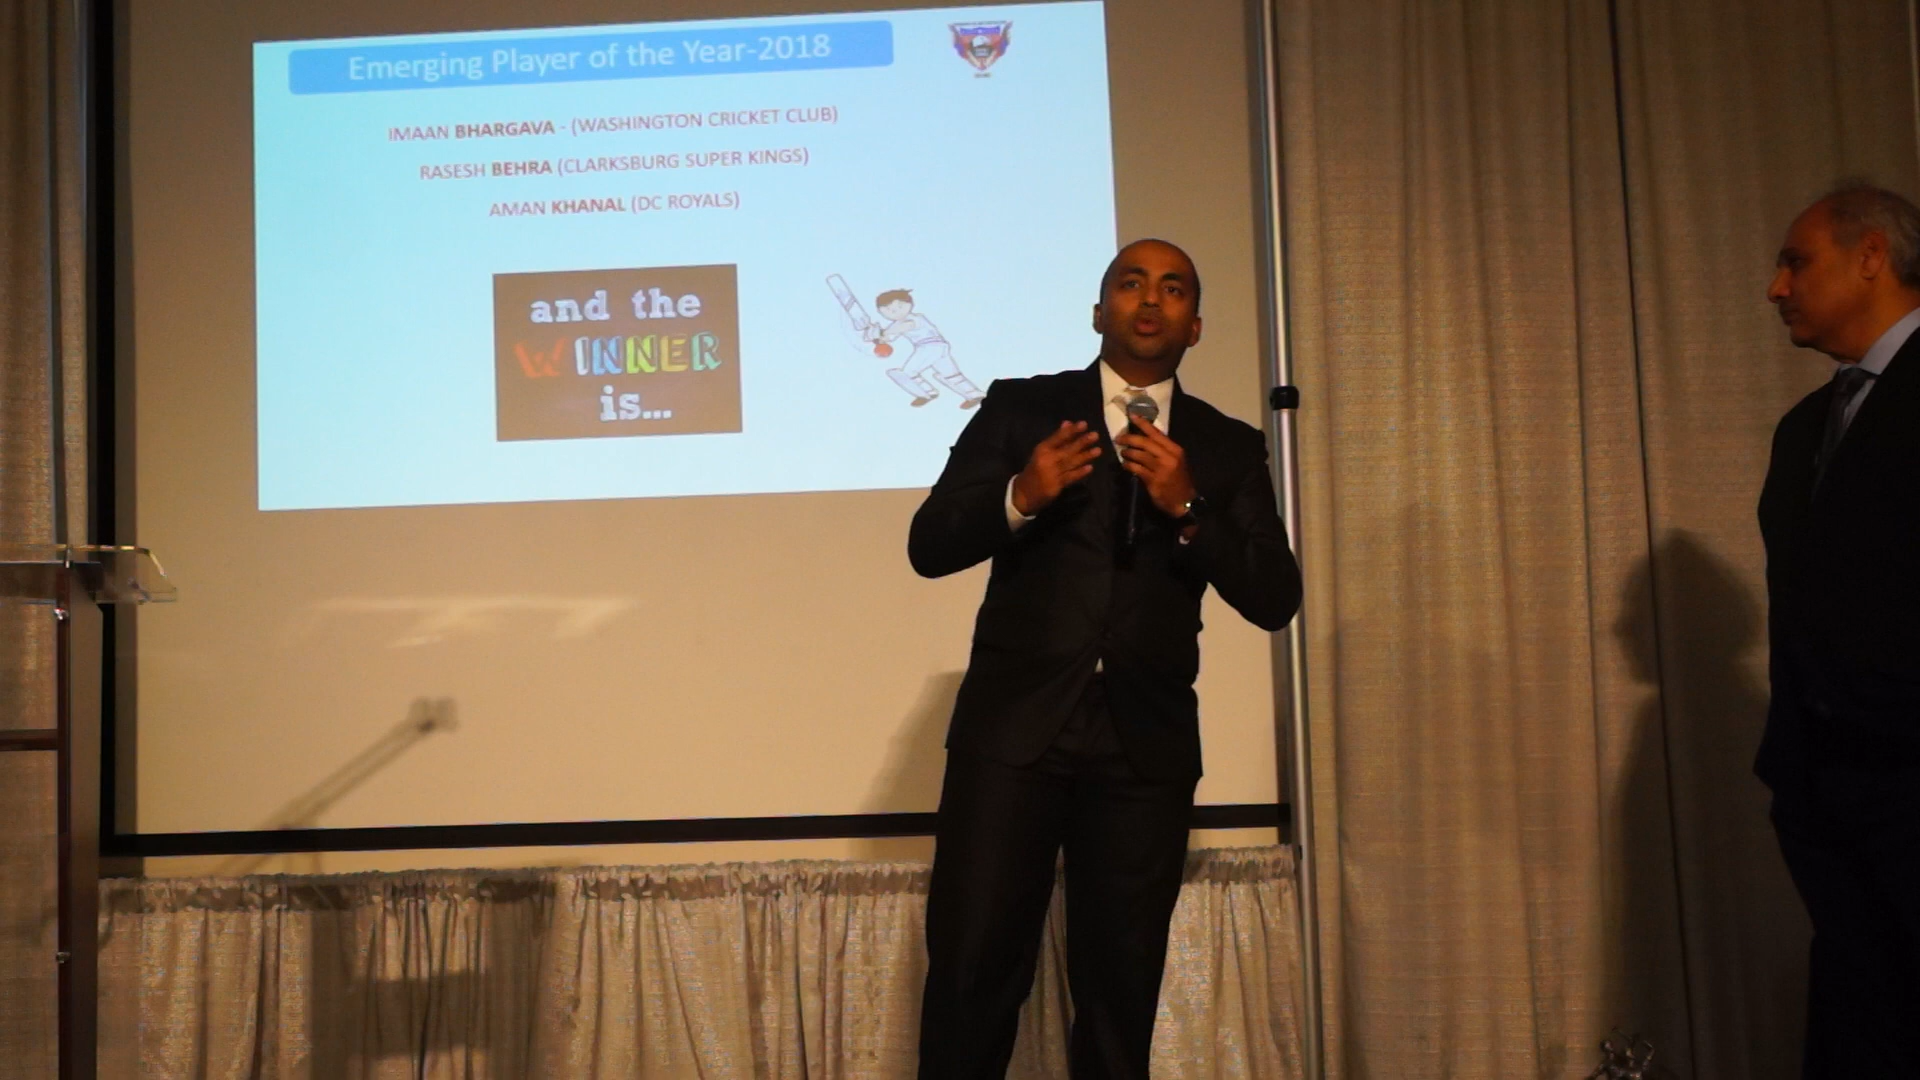 Emerging Player of the Year-2018
IMAAN BHARGAVA - (WASHINGTON CRICKET CLUB)
RASESH BEHRA (CLARKSBURG SUPER KINGS)
AMAN KHANAL (DC ROYALS)
and the
WINNER
is...